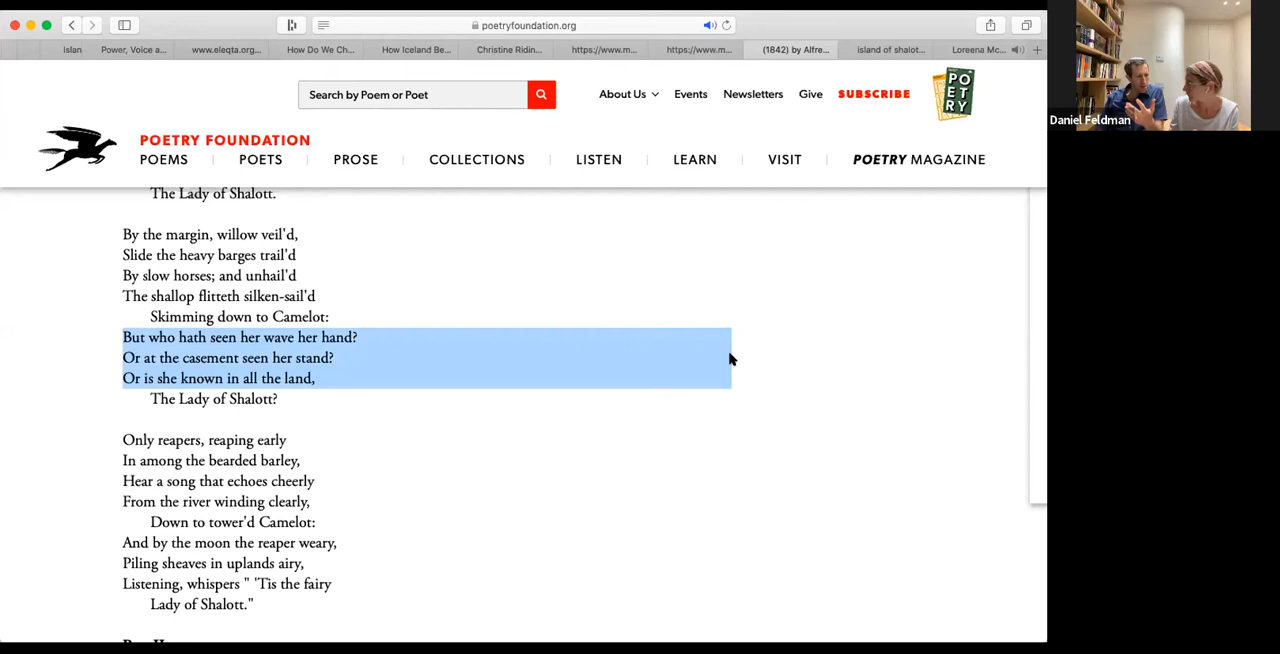 poetryfoundation.org
Islan
Power, Voice a...
www.eleqta.org...
How Do We Ch...
How Iceland Be...
Christine Ridin...
https://www.m...
https://www.m...
(1842) by Alfre...
island of shalot...
Loreena Mc...
Search by Poem or Poet
About Us
Events
Newsletters
Give
SUBSCRIBE
PO
ET
RY
POETRY FOUNDATION
POEMS
POETS
PROSE
COLLECTIONS
LISTEN
LEARN
VISIT
POETRY MAGAZINE
Daniel Feldman
The Lady of Shalott.
By the margin, willow veil'd,
Slide the heavy barges trail'd
By slow horses; and unhail'd
The shallop flitteth silken-sail'd
Skimming down to Camelot:
But who hath seen her wave her hand?
Or at the casement seen her stand?
Or is she known in all the land,
The Lady of Shalott?
Only reapers, reaping early
In among the bearded barley,
Hear a song that echoes cheerly
From the river winding clearly,
Down to tower'd Camelot:
And by the moon the reaper weary,
Piling sheaves in uplands airy,
Listening, whispers " 'Tis the fairy
Lady of Shalott."